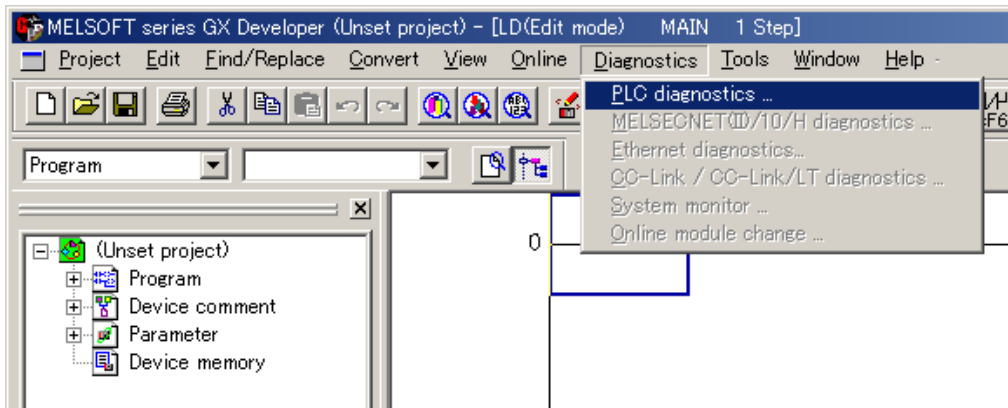 MELSOFT series GX Developer (Unset project) - [LD(Edit mode) MAIN 1 Step]
Project Edit Find/Replace Convert View Online Diagnostics Tools Window Help
PLC diagnostics ...
MELSECNET(II)/10/H diagnostics ...
Ethernet diagnostics...
CC-Link / CC-Link/LT diagnostics ...
System monitor ...
Online module change ...
Program
0
(Unset project)
Program
Device comment
Parameter
Device memory